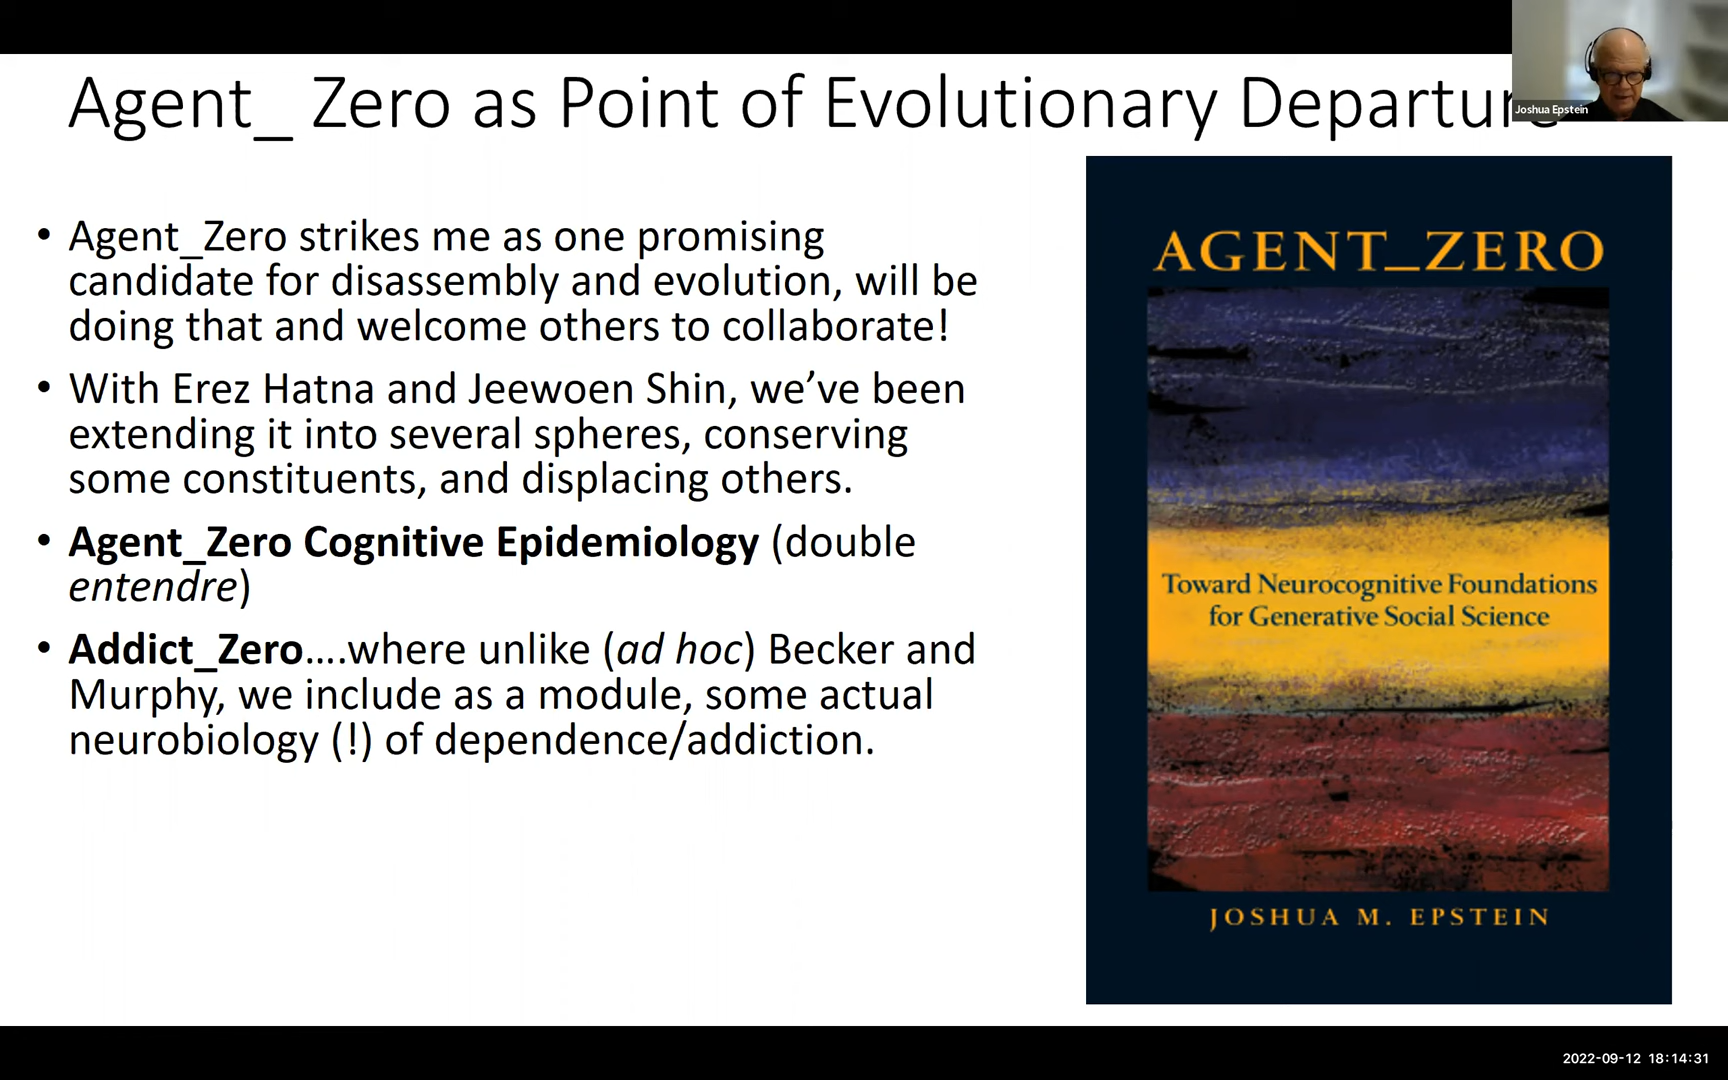 Agent_ Zero as Point of Evolutionary Departure
Joshua Epstein
• Agent_Zero strikes me as one promising
candidate for disassembly and evolution, will be
doing that and welcome others to collaborate!
• With Erez Hatna and Jeewoen Shin, we’ve been
extending it into several spheres, conserving
some constituents, and displacing others.
• Agent_Zero Cognitive Epidemiology (double
entendre)
• Addict_Zero....where unlike (ad hoc) Becker and
Murphy, we include as a module, some actual
neurobiology (!) of dependence/addiction.
AGENT_ZERO
Toward Neurocognitive Foundations
for Generative Social Science
JOSHUA M. EPSTEIN
2022-09-12 18:14:31